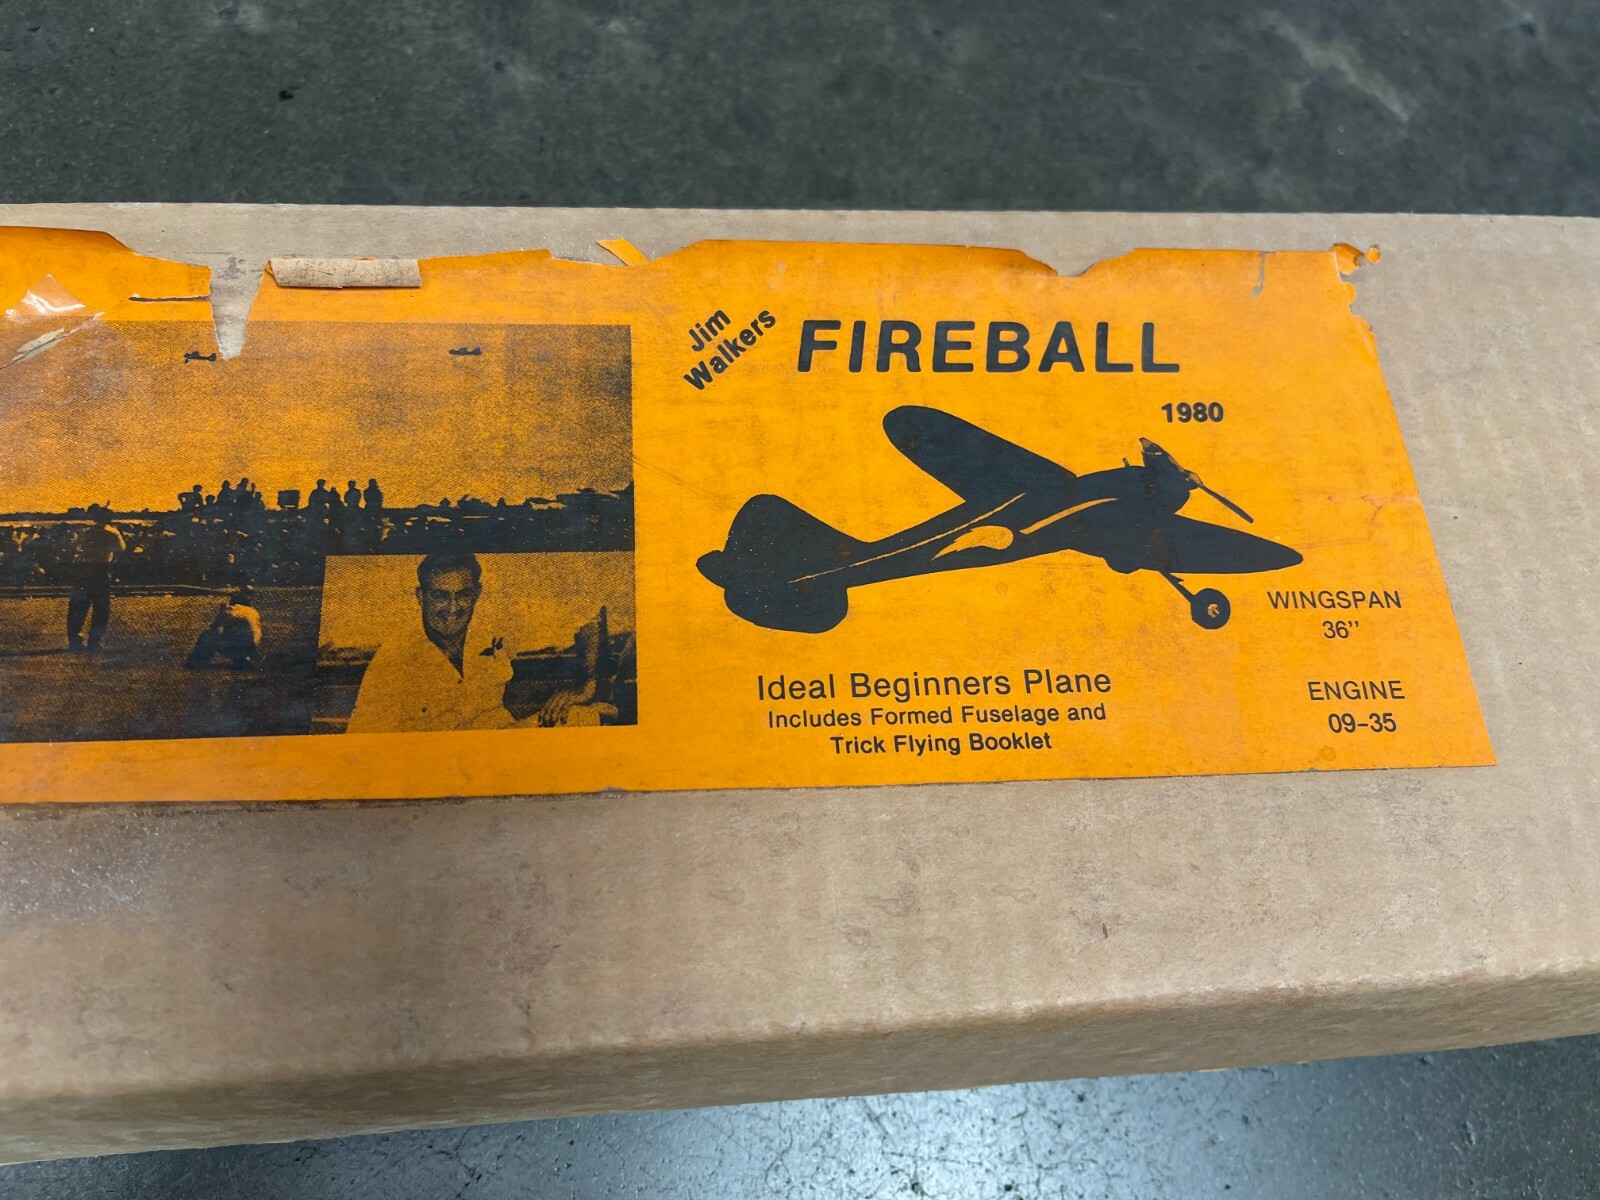 Jim
Walkers
FIREBALL
1980
WINGSPAN
36"
Ideal Beginners Plane
Includes Formed Fuselage and
Trick Flying Booklet
ENGINE
09-35